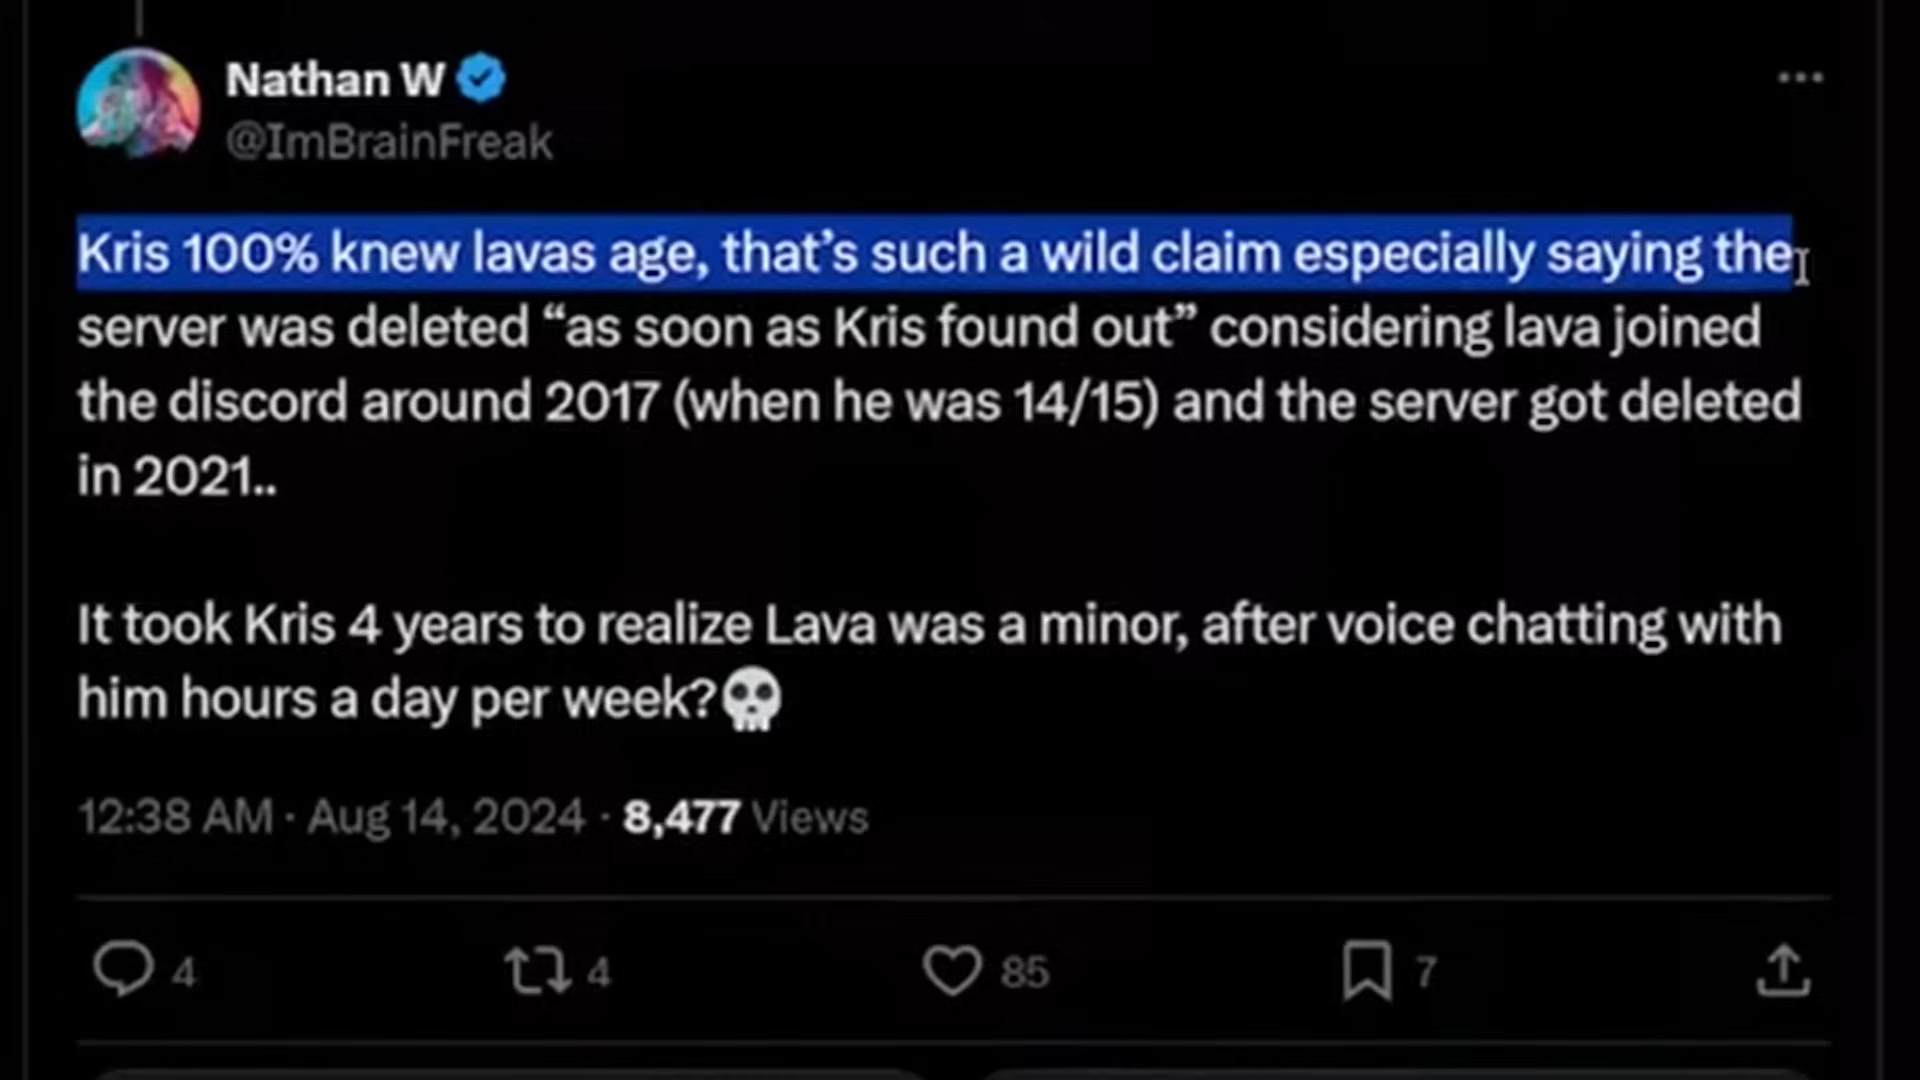 Nathan W
@ImBrainFreak
Kris 100% knew lavas age, that’s such a wild claim especially saying the
server was deleted “as soon as Kris found out” considering lava joined
the discord around 2017 (when he was 14/15) and the server got deleted
in 2021..
It took Kris 4 years to realize Lava was a minor, after voice chatting with
him hours a day per week?💀
12:38 AM · Aug 14, 2024 · 8,477 Views
4 4 85 7